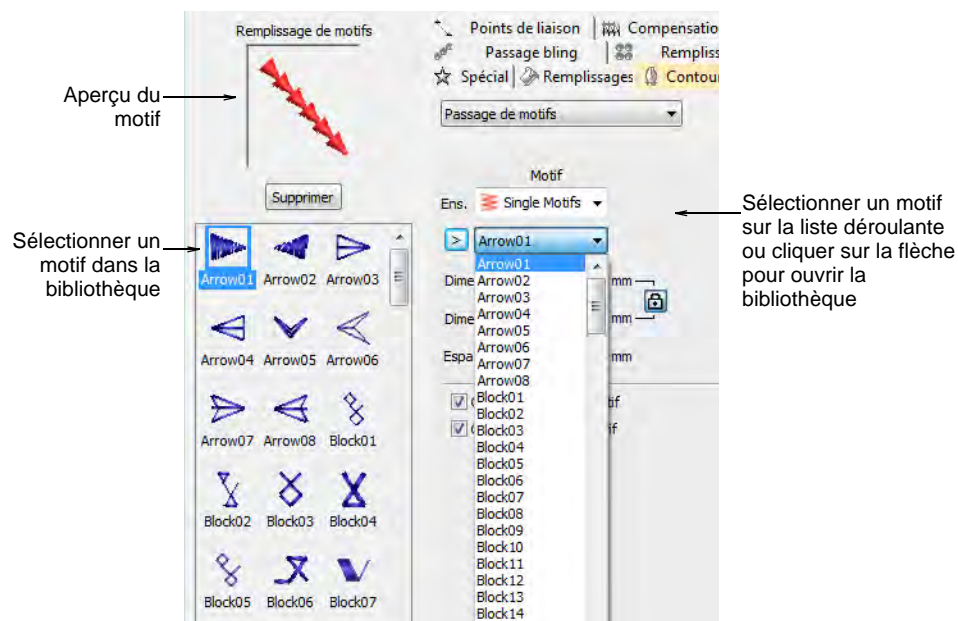 Remplissage de motifs
Aperçu du
motif
Supprimer
Sélectionner un
motif dans la
bibliothèque
Arrow01 Arrow02 Arrow03
Arrow04 Arrow05 Arrow06
Arrow07 Arrow08 Block01
Block02 Block03 Block04
Block05 Block06 Block07
Points de liaison Compensatio
Passage bling Rempliss
Spécial Remplissages Contou
Passage de motifs
Motif
Ens. Single Motifs
> Arrow01
Arrow01
Dime Arrow02 mm
Arrow03
Arrow04
Dime Arrow05 mm
Arrow06
Espa Arrow07 mm
Arrow08
Block01 tif
Block02
Block03 if
Block04
Block05
Block06
Block07
Block08
Block09
Block10
Block11
Block12
Block13
Block14
Sélectionner un motif
sur la liste déroulante
ou cliquer sur la flèche
pour ouvrir la
bibliothèque